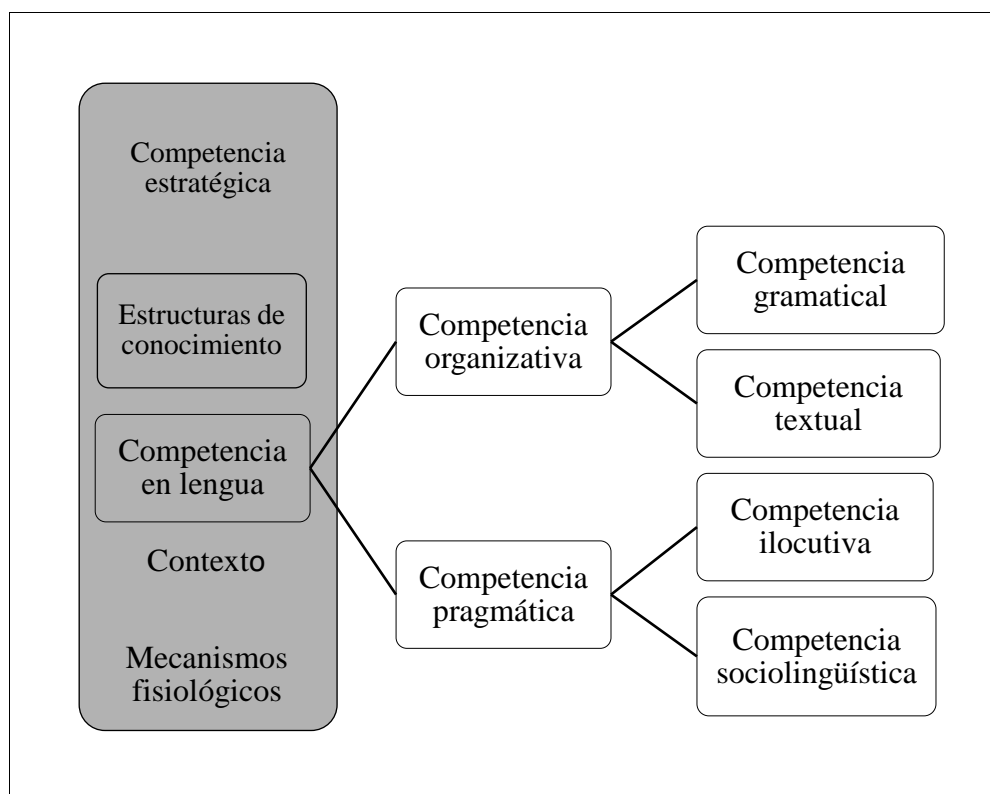 Competencia
estratégica
Estructuras de
conocimiento
Competencia
en lengua
Contexto
Mecanismos
fisiológicos
Competencia
organizativa
Competencia
pragmática
Competencia
gramatical
Competencia
textual
Competencia
ilocutiva
Competencia
sociolingüística